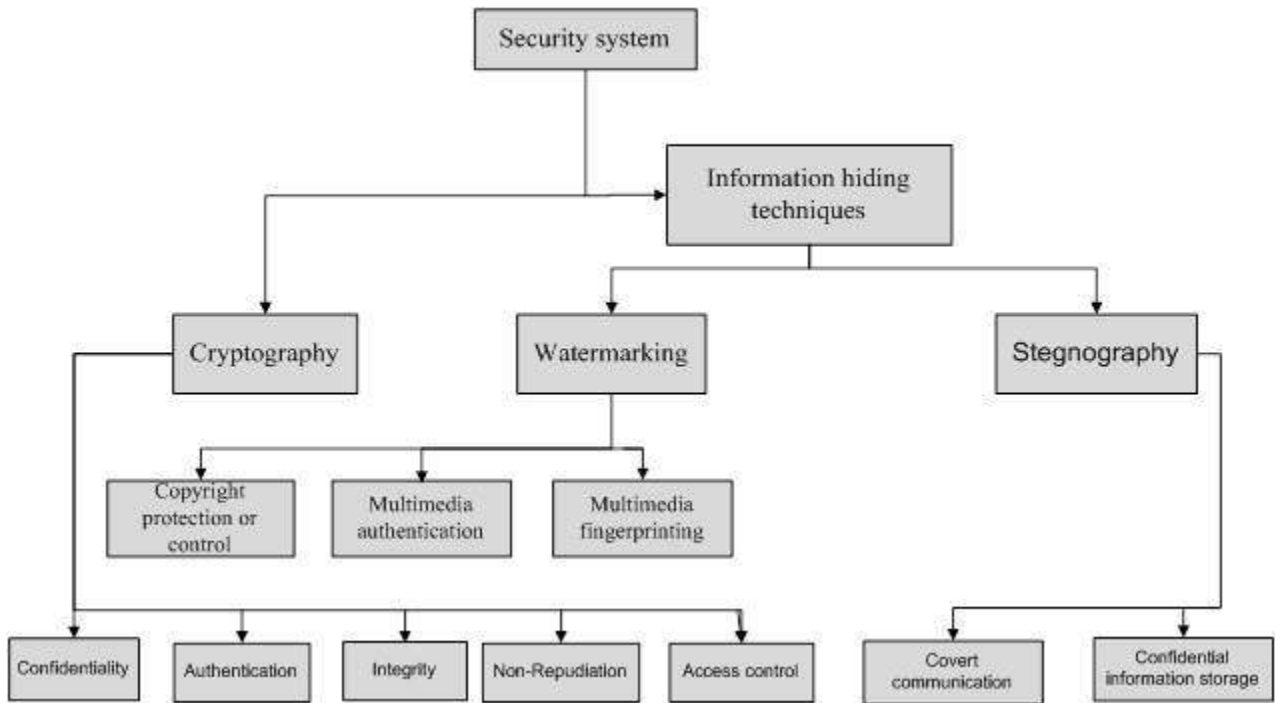 Security system
Information hiding
techniques
Cryptography
Watermarking
Stegnography
Copyright
protection or
control
Multimedia
authentication
Multimedia
fingerprinting
Confidentiality
Authentication
Integrity
Non-Repudiation
Access control
Covert
communication
Confidential
information storage